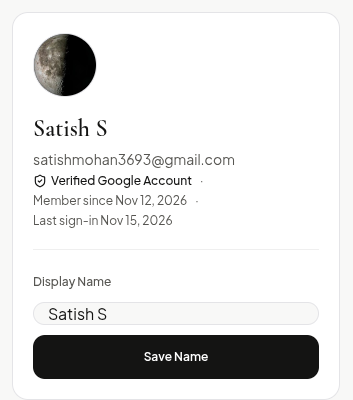 Satish S
satishmohan3693@gmail.com
Verified Google Account ·
Member since Nov 12, 2026 ·
Last sign-in Nov 15, 2026
Display Name
Satish S
Save Name